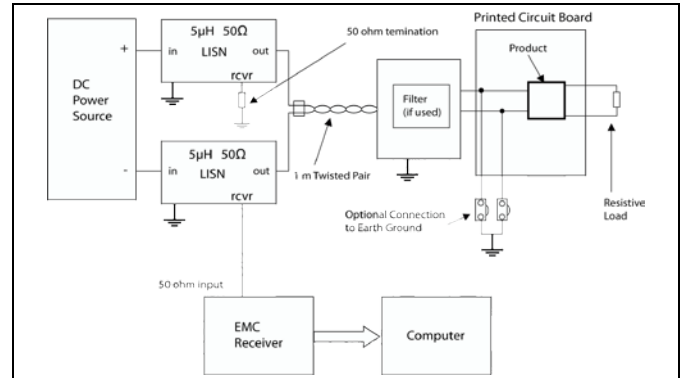 Printed Circuit Board
5µH 50Ω
in LISN out
rcvr
50 ohm temination
Product
+
DC
Power
Source
-
Filter
(if used)
5µH 50Ω
in LISN out
rcvr
1 m Twisted Pair
Optional Connection
to Earth Ground
Resistive
Load
50 ohm input
EMC
Receiver
Computer